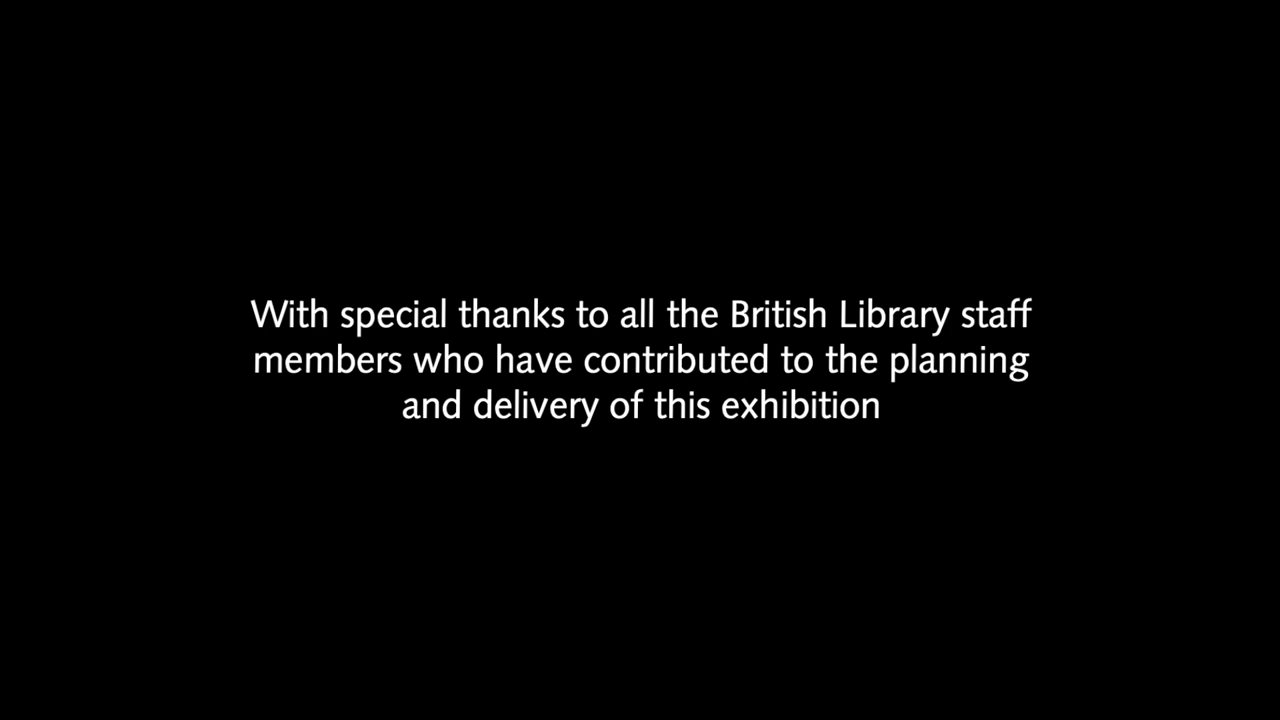 With special thanks to all the British Library staff
members who have contributed to the planning
and delivery of this exhibition